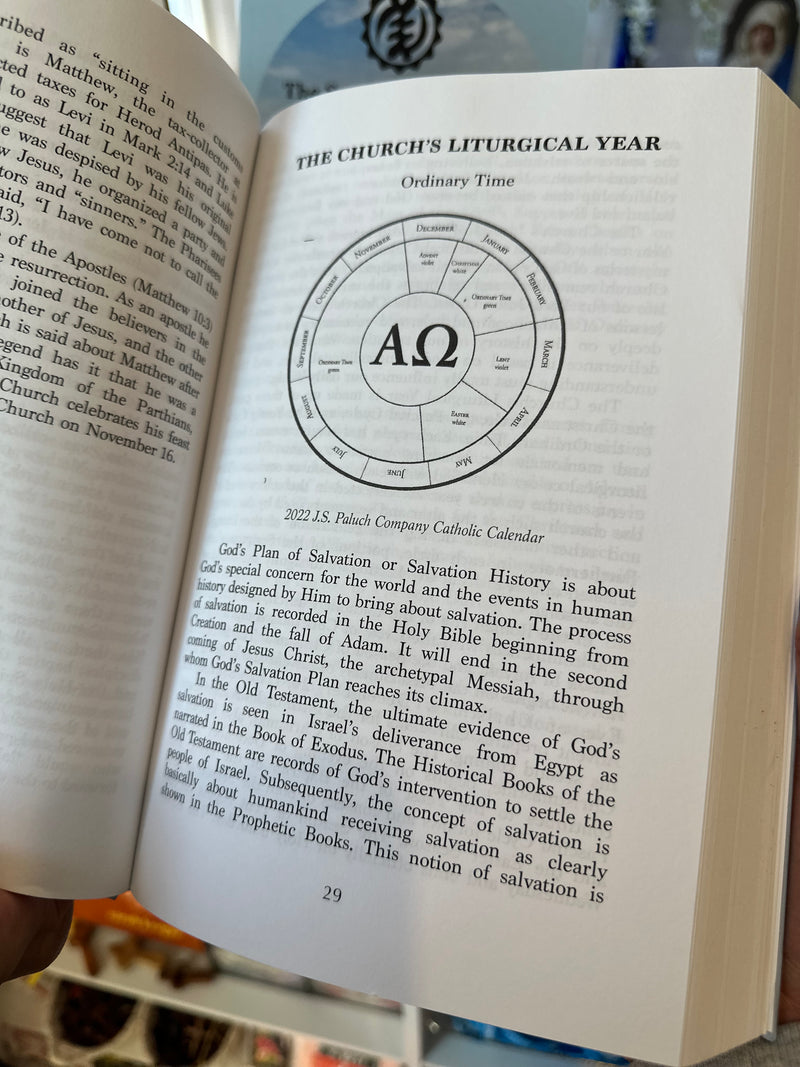 ribed as "sitting in the customs
is Matthew, the tax-collector at
cted taxes for Herod Antipas. He is
to as Levi in Mark 2:14 and Luke
uggest that Levi was his original
e was despised by his fellow Jews.
w Jesus, he organized a party and
tors and "sinners." The Pharisees
aid, "I have come not to call the
13).
of the Apostles (Matthew 10:3)
resurrection. As an apostle he
joined the believers in the
other of Jesus, and the other
h is said about Matthew after
egend has it that he was a
Kingdom of the Parthians,
Church celebrates his feast
Church on November 16.
THE CHURCH'S LITURGICAL YEAR
Ordinary Time
DECEMBER
JANUARY
FEBRUARY
MARCH
APRIL
MAY
JUNE
JULY
AUGUST
SEPTEMBER
OCTOBER
NOVEMBER
ADVENT
violet
CHRISTMAS
white
ORDINARY TIME
green
LENT
violet
EASTER
white
ORDINARY TIME
green
ΑΩ
2022 J.S. Paluch Company Catholic Calendar
God's Plan of Salvation or Salvation History is about
God's special concern for the world and the events in human
history designed by Him to bring about salvation. The process
of salvation is recorded in the Holy Bible beginning from
Creation and the fall of Adam. It will end in the second
coming of Jesus Christ, the archetypal Messiah, through
whom God's Salvation Plan reaches its climax.
In the Old Testament, the ultimate evidence of God's
salvation is seen in Israel's deliverance from Egypt as
narrated in the Book of Exodus. The Historical Books of the
Old Testament are records of God's intervention to settle the
people of Israel. Subsequently, the concept of salvation is
basically about humankind receiving salvation as clearly
shown in the Prophetic Books. This notion of salvation is
29